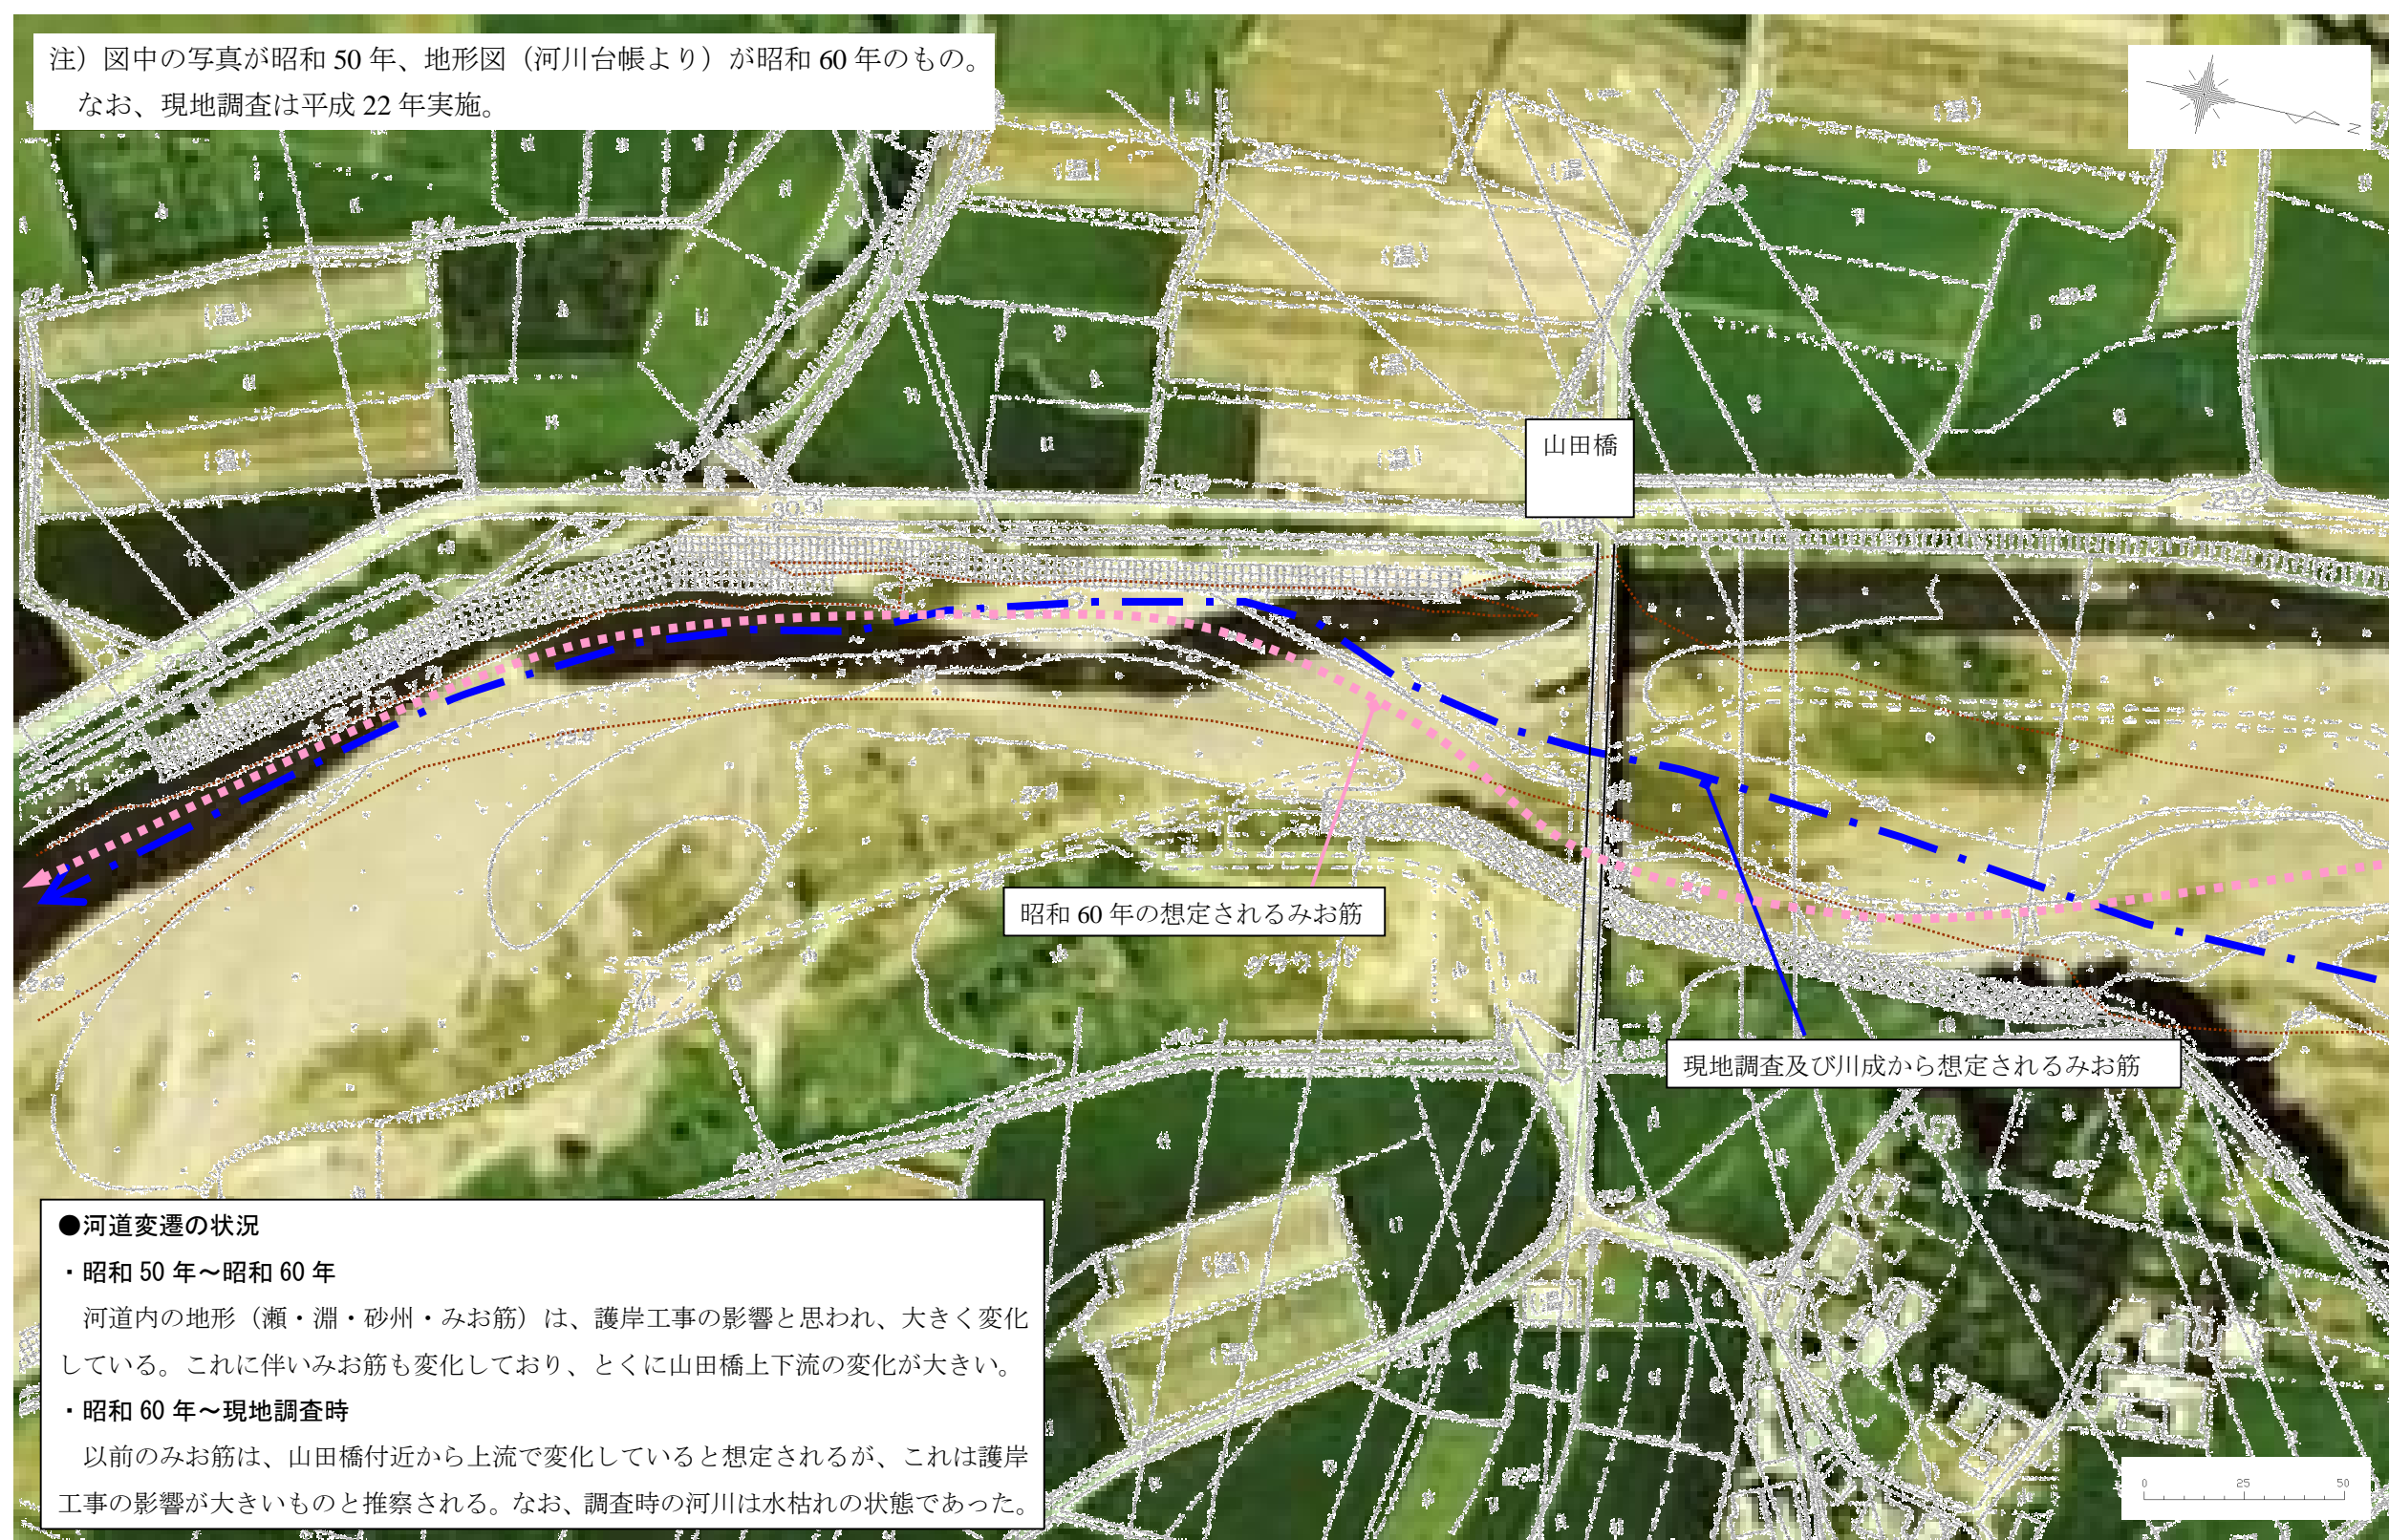 注）図中の写真が昭和 50 年、地形図（河川台帳より）が昭和 60 年のもの。
なお、現地調査は平成 22 年実施。
N
山田橋
昭和 60 年の想定されるみお筋
グラウンド
現地調査及び川成から想定されるみお筋
●河道変遷の状況
・昭和 50 年～昭和 60 年
河道内の地形（瀬・淵・砂州・みお筋）は、護岸工事の影響と思われ、大きく変化
している。これに伴いみお筋も変化しており、とくに山田橋上下流の変化が大きい。
・昭和 60 年～現地調査時
以前のみお筋は、山田橋付近から上流で変化していると想定されるが、これは護岸
工事の影響が大きいものと推察される。なお、調査時の河川は水枯れの状態であった。
0 25 50